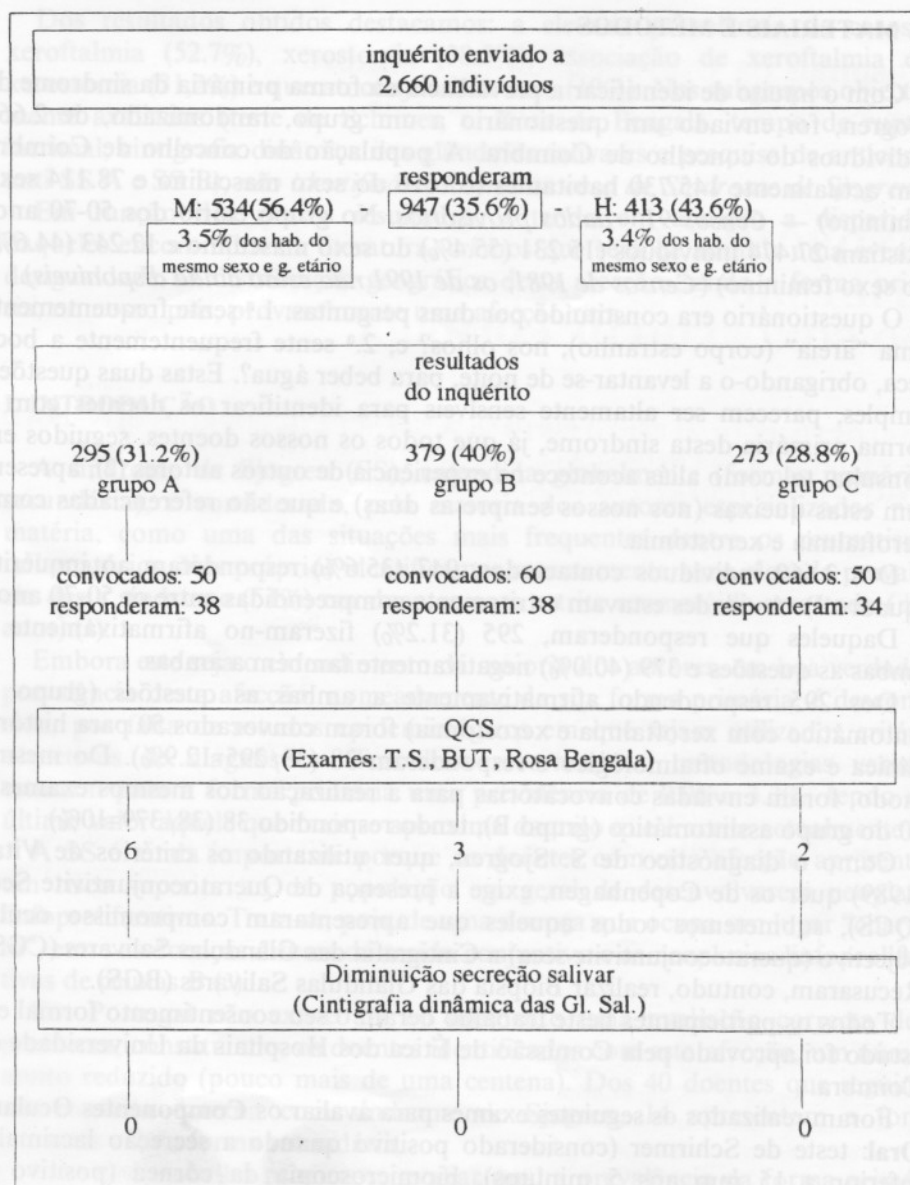 inquérito enviado a
2.660 indivíduos
responderam
M: 534(56.4%) 947 (35.6%) H: 413 (43.6%)
3.5% dos hab. do 3.4% dos hab. do
mesmo sexo e g. etário mesmo sexo e g. etário
resultados
do inquérito
295 (31.2%) 379 (40%) 273 (28.8%)
grupo A grupo B grupo C
convocados: 50 convocados: 60 convocados: 50
responderam: 38 responderam: 38 responderam: 34
QCS
(Exames: T.S., BUT, Rosa Bengala)
6 3 2
Diminuição secreção salivar
(Cintigrafia dinâmica da Gl. Sal.)
0 0 0